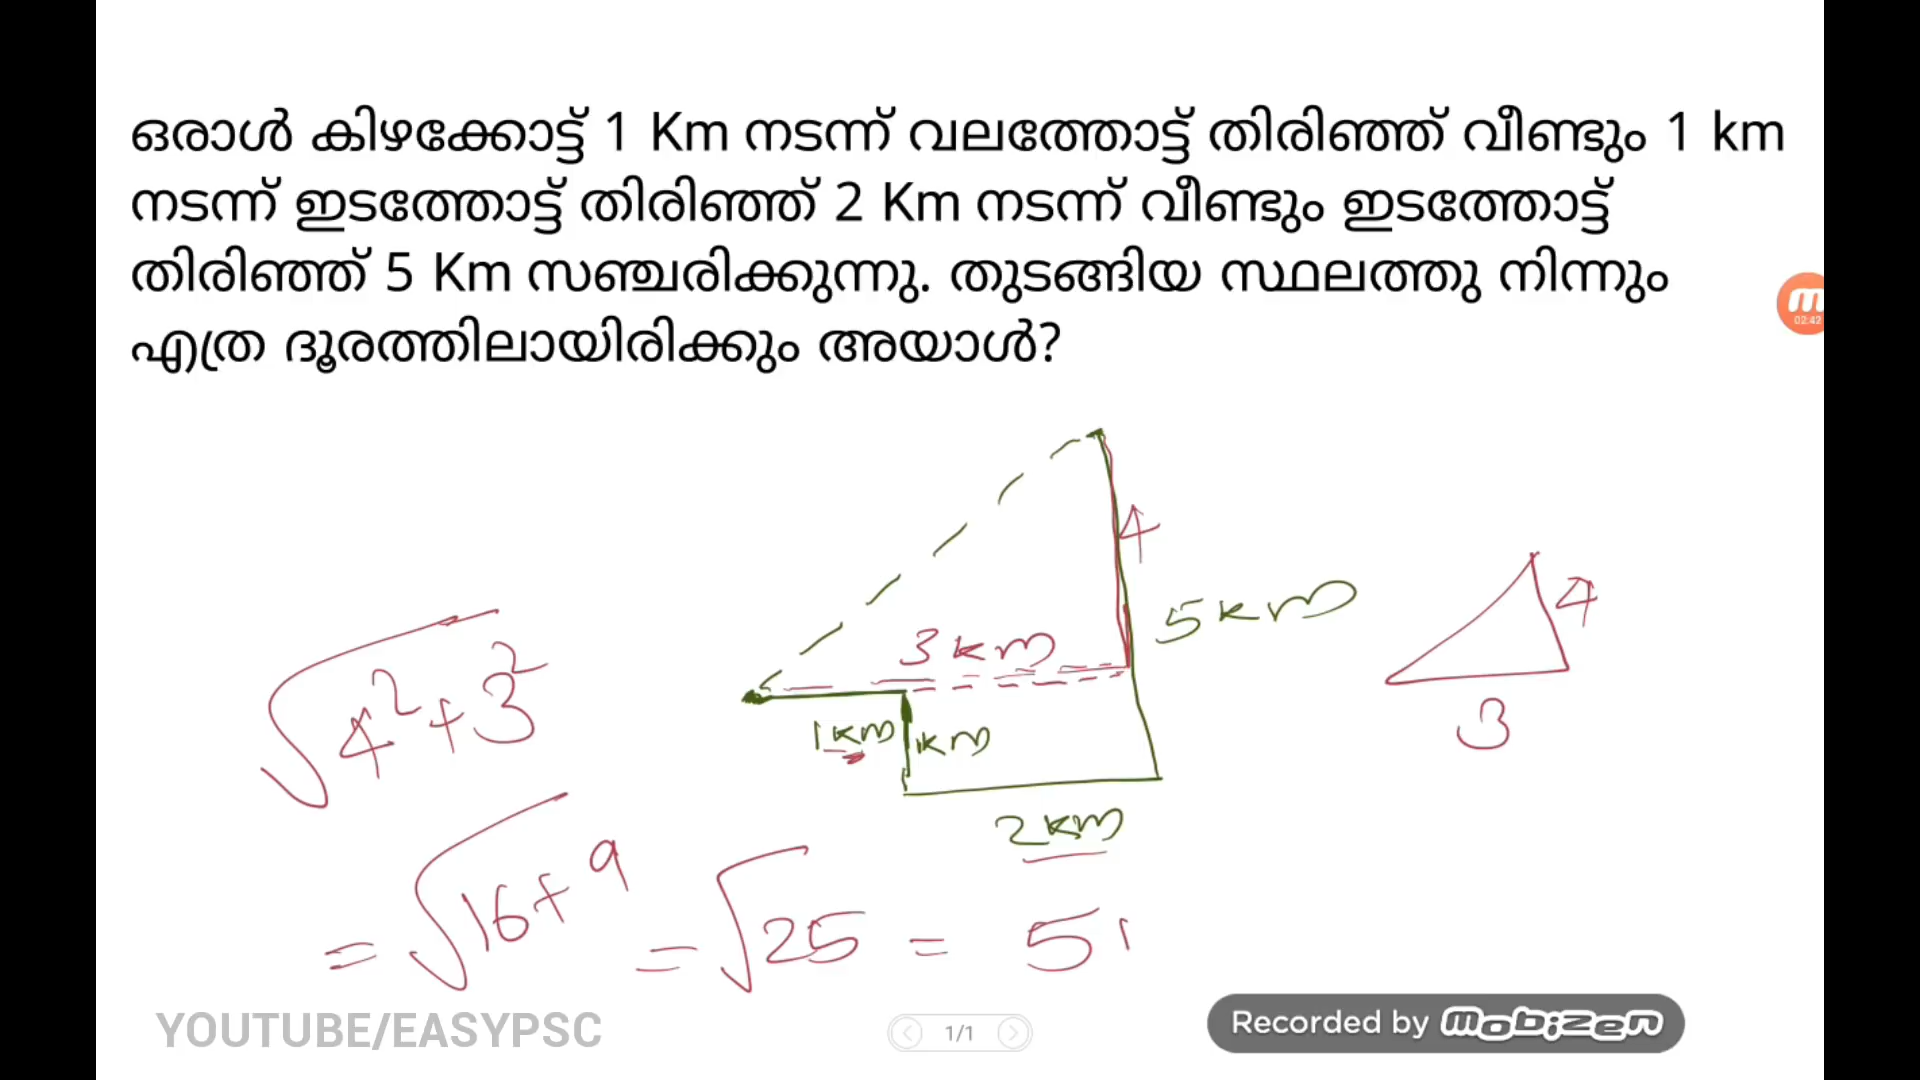 ഒരാൾ കിഴക്കോട്ട് 1 Km നടന്ന് വലത്തോട്ട് തിരിഞ്ഞ് വീണ്ടും 1 km
നടന്ന് ഇടത്തോട്ട് തിരിഞ്ഞ് 2 Km നടന്ന് വീണ്ടും ഇടത്തോട്ട്
തിരിഞ്ഞ് 5 Km സഞ്ചരിക്കുന്നു. തുടങ്ങിയ സ്ഥലത്തു നിന്നും
എത്ര ദൂരത്തിലായിരിക്കും അയാൾ?
02:42
4
5km
4
3km
3
1km
1km
2km
√4²+3²
= √16+9 = √25 = 5
YOUTUBE/EASYPSC
1/1
Recorded by mobizen